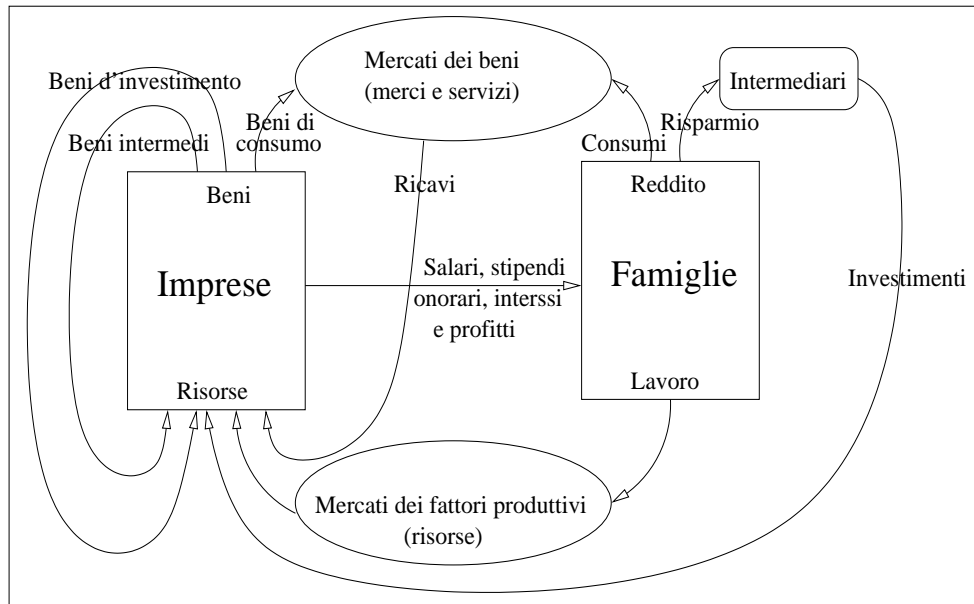 Mercati dei beni
(merci e servizi)
Intermediari
Beni d'investimento
Beni intermedi
Beni di
consumo
Consumi
Risparmio
Beni
Ricavi
Reddito
Imprese
Salari, stipendi
onorari, interssi
e profitti
Famiglie
Investimenti
Risorse
Lavoro
Mercati dei fattori produttivi
(risorse)